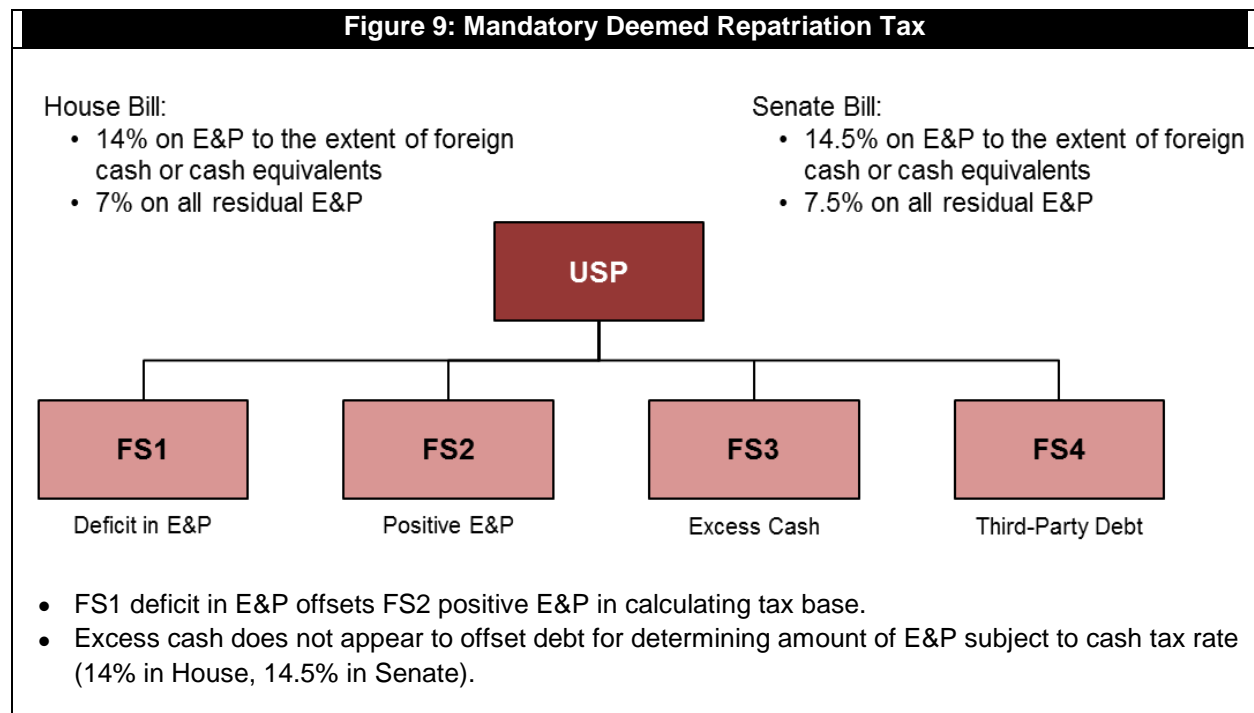 Figure 9: Mandatory Deemed Repatriation Tax
House Bill:
• 14% on E&P to the extent of foreign
cash or cash equivalents
• 7% on all residual E&P
Senate Bill:
• 14.5% on E&P to the extent of foreign
cash or cash equivalents
• 7.5% on all residual E&P
USP
FS1
FS2
FS3
FS4
Deficit in E&P
Positive E&P
Excess Cash
Third-Party Debt
• FS1 deficit in E&P offsets FS2 positive E&P in calculating tax base.
• Excess cash does not appear to offset debt for determining amount of E&P subject to cash tax rate
(14% in House, 14.5% in Senate).